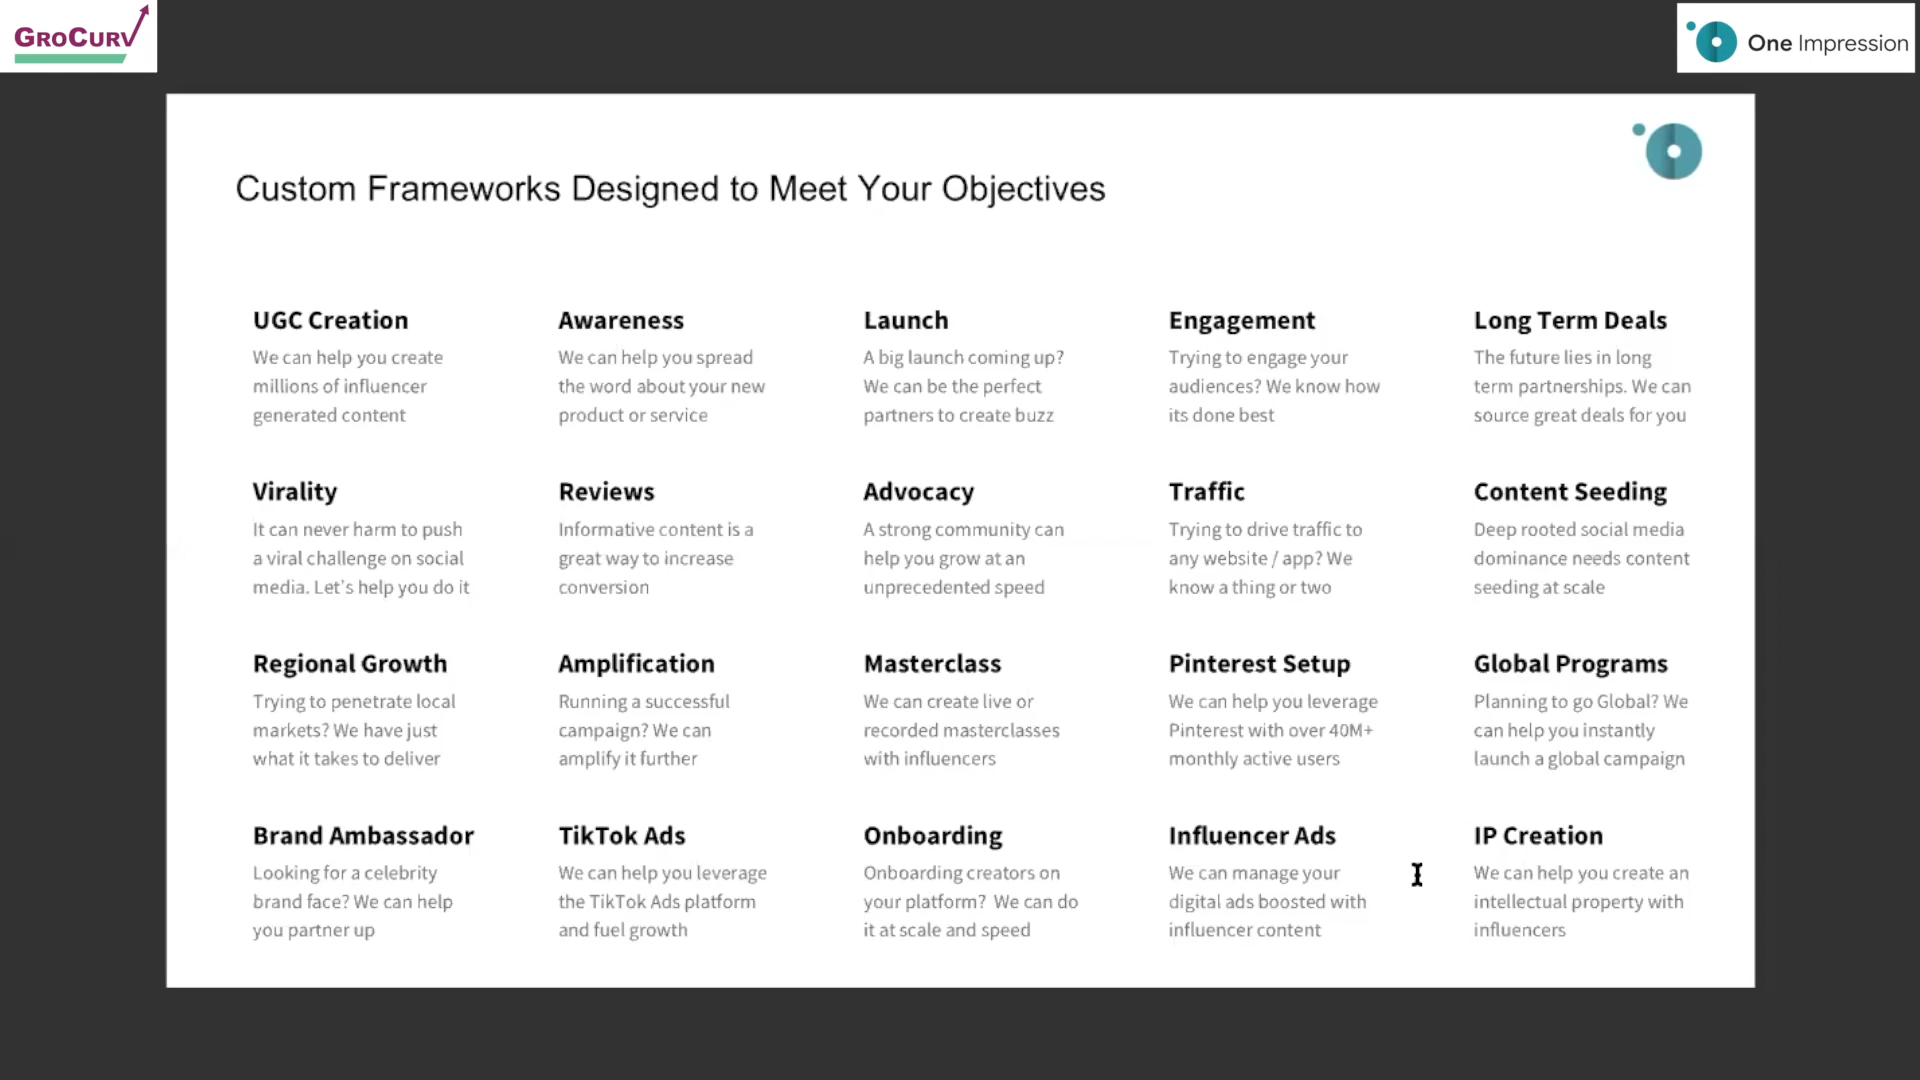 GROCURV
One Impression
Custom Frameworks Designed to Meet Your Objectives
UGC Creation
We can help you create
millions of influencer
generated content
Awareness
We can help you spread
the word about your new
product or service
Launch
A big launch coming up?
We can be the perfect
partners to create buzz
Engagement
Trying to engage your
audiences? We know how
its done best
Long Term Deals
The future lies in long
term partnerships. We can
source great deals for you
Virality
It can never harm to push
a viral challenge on social
media. Let's help you do it
Reviews
Informative content is a
great way to increase
conversion
Advocacy
A strong community can
help you grow at an
unprecedented speed
Traffic
Trying to drive traffic to
any website / app? We
know a thing or two
Content Seeding
Deep rooted social media
dominance needs content
seeding at scale
Regional Growth
Trying to penetrate local
markets? We have just
what it takes to deliver
Amplification
Running a successful
campaign? We can
amplify it further
Masterclass
We can create live or
recorded masterclasses
with influencers
Pinterest Setup
We can help you leverage
Pinterest with over 40M+
monthly active users
Global Programs
Planning to go Global? We
can help you instantly
launch a global campaign
Brand Ambassador
Looking for a celebrity
brand face? We can help
you partner up
TikTok Ads
We can help you leverage
the TikTok Ads platform
and fuel growth
Onboarding
Onboarding creators on
your platform? We can do
it at scale and speed
Influencer Ads
We can manage your
digital ads boosted with
influencer content
IP Creation
We can help you create an
intellectual property with
influencers